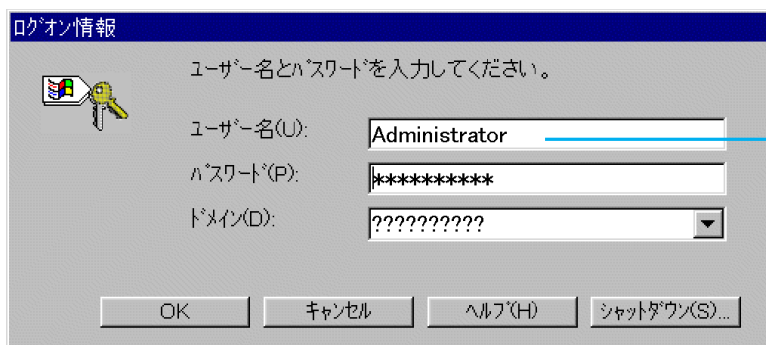 ログオン情報
ユーザー名とパスワードを入力してください。
ユーザー名(U): Administrator
パスワード(P): **********
ドメイン(D): ??????????
OK キャンセル ヘルプ(H) シャットダウン(S)...